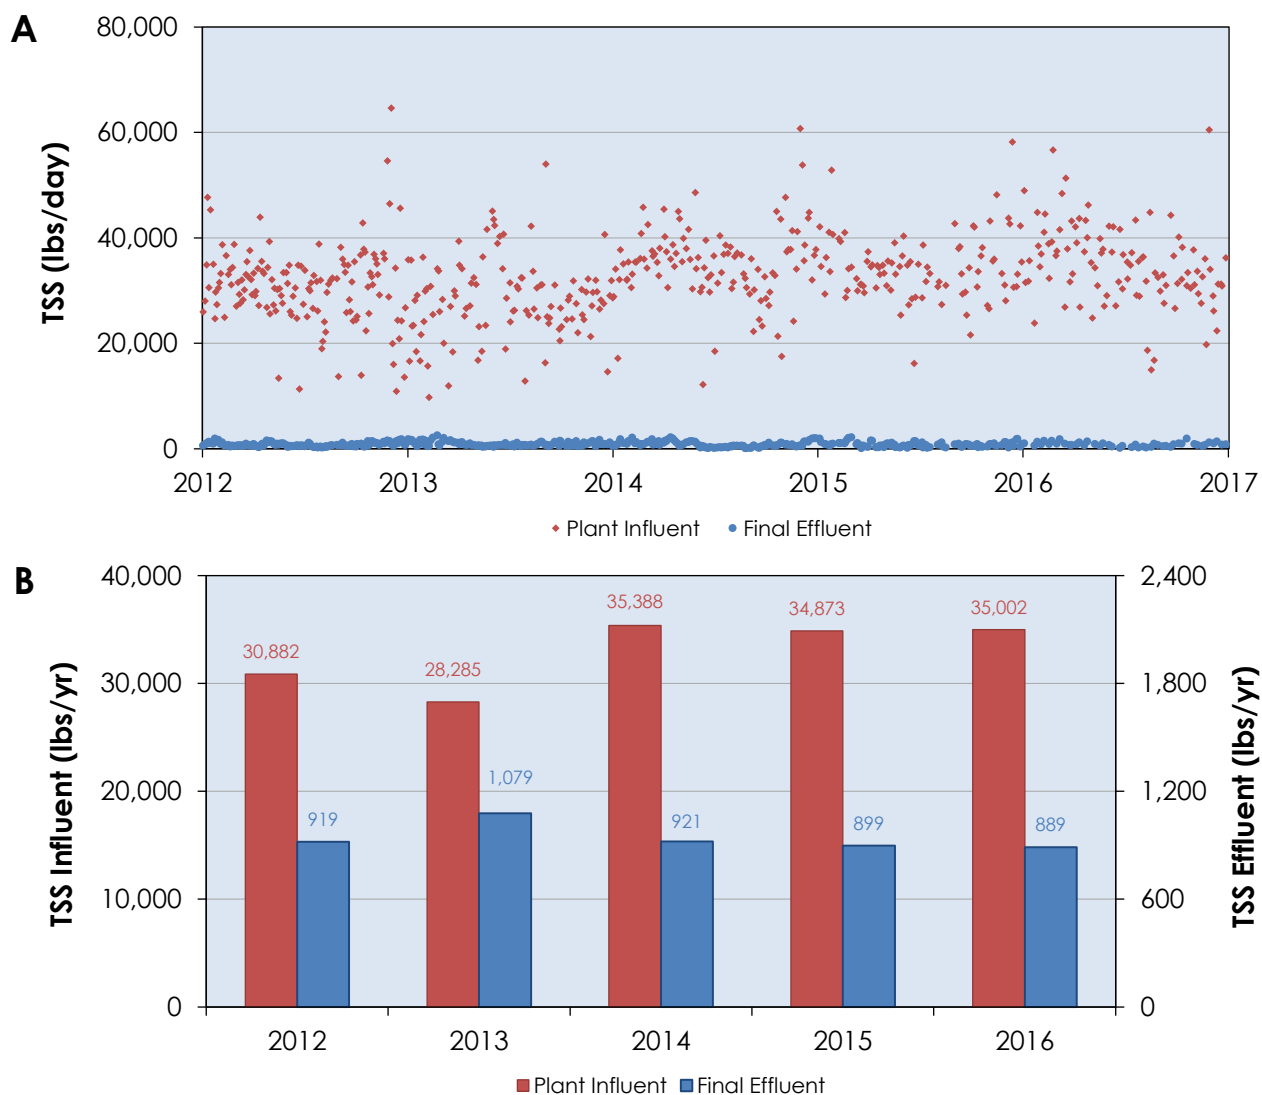 A
80,000
60,000
40,000
20,000
0
TSS (lbs/day)
2012 2013 2014 2015 2016 2017
Plant Influent Final Effluent
B
40,000
30,000
20,000
10,000
0
TSS Influent (lbs/yr)
2,400
1,800
1,200
600
0
TSS Effluent (lbs/yr)
30,882
919
28,285
1,079
35,388
921
34,873
899
35,002
889
2012 2013 2014 2015 2016
Plant Influent Final Effluent